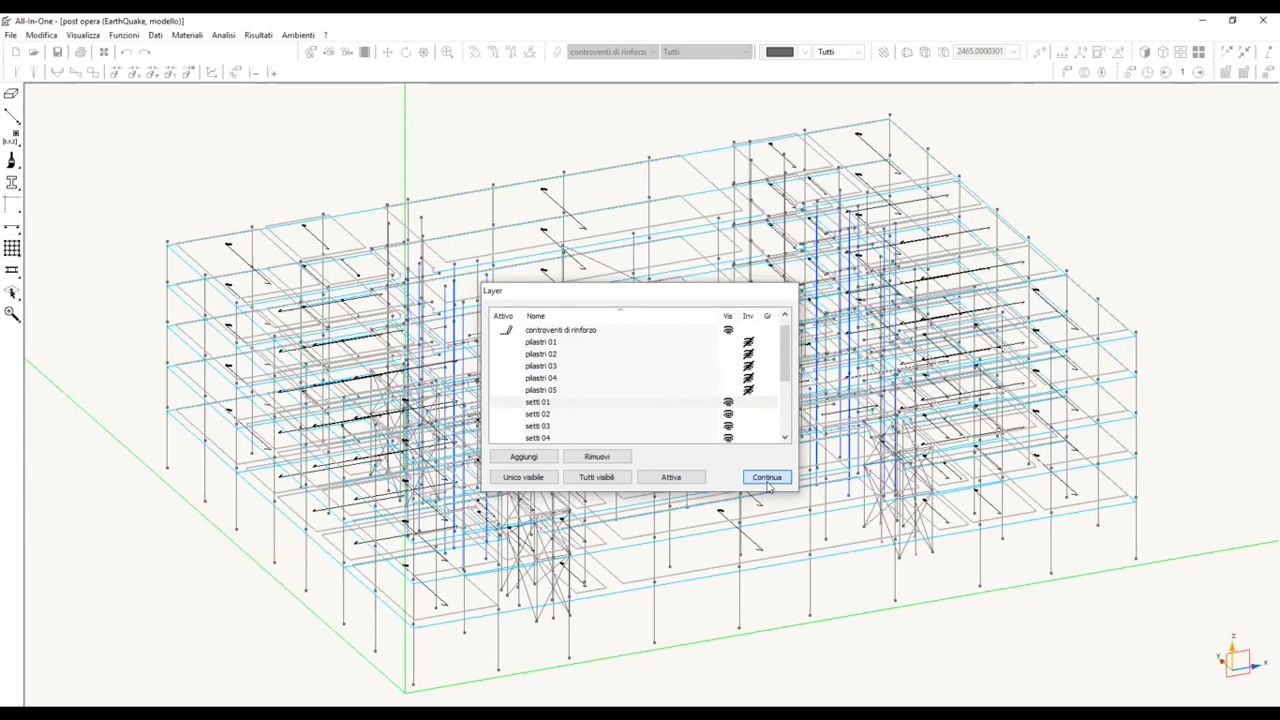 All-In-One - [post opera (EarthQuake, modello)]
File Modifica Visualizza Funzioni Dati Materiali Analisi Risultati Ambienti ?
controventi di rinforzo Tutti Tutti 2465.0000301
1
[X,Y,Z]
Layer
Attivo Nome Vis Inv Gr
controventi di rinforzo
pilastri 01
pilastri 02
pilastri 03
pilastri 04
pilastri 05
setti 01
setti 02
setti 03
setti 04
Aggiungi Rimuovi
Unico visibile Tutti visibili Attiva Continua
z
y
x